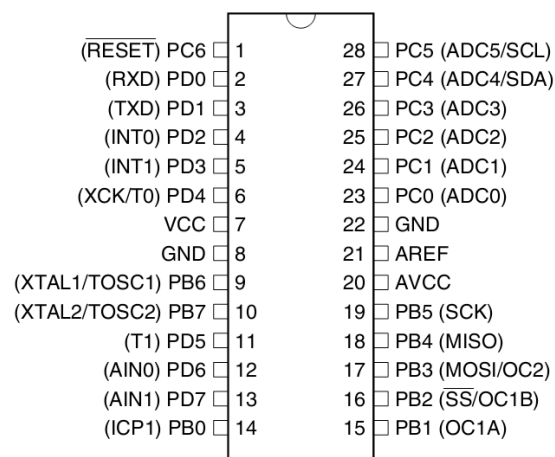 (RESET) PC6 1 28 PC5 (ADC5/SCL)
(RXD) PD0 2 27 PC4 (ADC4/SDA)
(TXD) PD1 3 26 PC3 (ADC3)
(INT0) PD2 4 25 PC2 (ADC2)
(INT1) PD3 5 24 PC1 (ADC1)
(XCK/T0) PD4 6 23 PC0 (ADC0)
VCC 7 22 GND
GND 8 21 AREF
(XTAL1/TOSC1) PB6 9 20 AVCC
(XTAL2/TOSC2) PB7 10 19 PB5 (SCK)
(T1) PD5 11 18 PB4 (MISO)
(AIN0) PD6 12 17 PB3 (MOSI/OC2)
(AIN1) PD7 13 16 PB2 (SS/OC1B)
(ICP1) PB0 14 15 PB1 (OC1A)